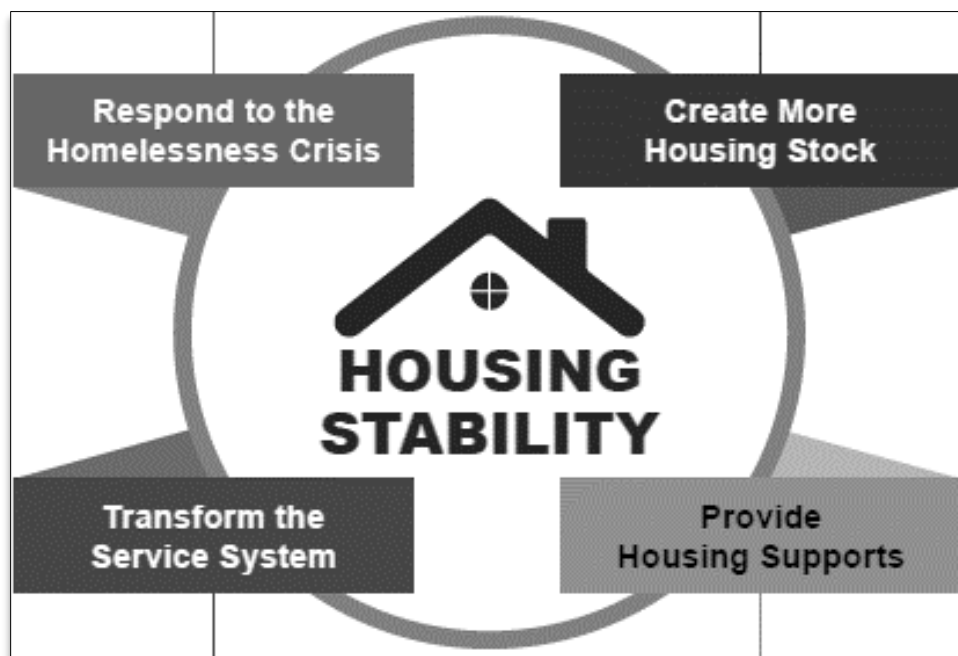 Respond to the
Homelessness Crisis
Create More
Housing Stock
HOUSING
STABILITY
Transform the
Service System
Provide
Housing Supports